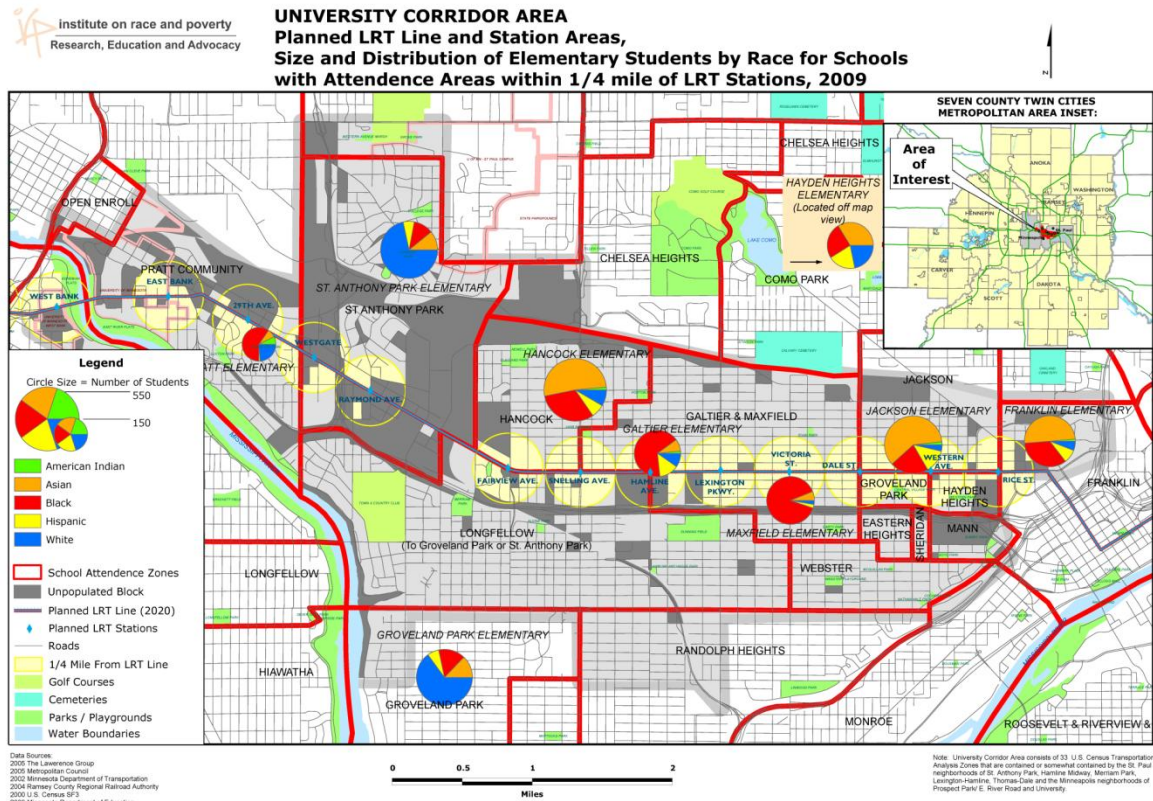 institute on race and poverty
Research, Education and Advocacy
UNIVERSITY CORRIDOR AREA
Planned LRT Line and Station Areas,
Size and Distribution of Elementary Students by Race for Schools
with Attendence Areas within 1/4 mile of LRT Stations, 2009
N
SEVEN COUNTY TWIN CITIES
METROPOLITAN AREA INSET:
Area
of
Interest
ANOKA
WASHINGTON
RAMSEY
HENNEPIN
St. Paul
Minneapolis
CARVER
SCOTT
DAKOTA
CHELSEA HEIGHTS
HAYDEN HEIGHTS
ELEMENTARY
(Located off map
view)
OPEN ENROLL
PRATT COMMUNITY
EAST BANK
WEST BANK
29TH AVE.
WESTGATE
RAYMOND AVE.
ATT ELEMENTARY
ST. ANTHONY PARK ELEMENTARY
ST ANTHONY PARK
CHELSEA HEIGHTS
LAKE COMO
COMO PARK
HANCOCK ELEMENTARY
HANCOCK
GALTIER & MAXFIELD
GALTIER ELEMENTARY
JACKSON
JACKSON ELEMENTARY
FRANKLIN ELEMENTARY
FAIRVIEW AVE.
SNELLING AVE.
HAMLINE
AVE.
LEXINGTON
PKWY.
VICTORIA
ST.
DALE ST.
WESTERN
AVE.
RICE ST.
GROVELAND
PARK
HAYDEN
HEIGHTS
FRANKLIN
MAXFIELD ELEMENTARY
EASTERN
HEIGHTS
SHERIDAN
MANN
WEBSTER
LONGFELLOW
(To Groveland Park or St. Anthony Park)
LONGFELLOW
HIAWATHA
GROVELAND PARK ELEMENTARY
GROVELAND PARK
RANDOLPH HEIGHTS
MONROE
ROOSEVELT & RIVERVIEW &
Legend
Circle Size = Number of Students
550
150
American Indian
Asian
Black
Hispanic
White
School Attendence Zones
Unpopulated Block
Planned LRT Line (2020)
Planned LRT Stations
Roads
1/4 Mile From LRT Line
Golf Courses
Cemeteries
Parks / Playgrounds
Water Boundaries
Data Sources:
2005 The Lawerence Group
2005 Metropolitan Council
2002 Minnesota Department of Transportation
2004 Ramsey County Regional Railroad Authority
2000 U.S. Census SF3
0 0.5 1 2
Miles
Note: University Corridor Area consists of 33 U.S. Census Transportation
Analysis Zones that are contained or somewhat contained by the St. Paul
neighborhoods of St. Anthony Park, Hamline Midway, Merriam Park,
Lexington-Hamline, Thomas-Dale and the Minneapolis neighborhoods of
Prospect Park/ E. River Road and University.